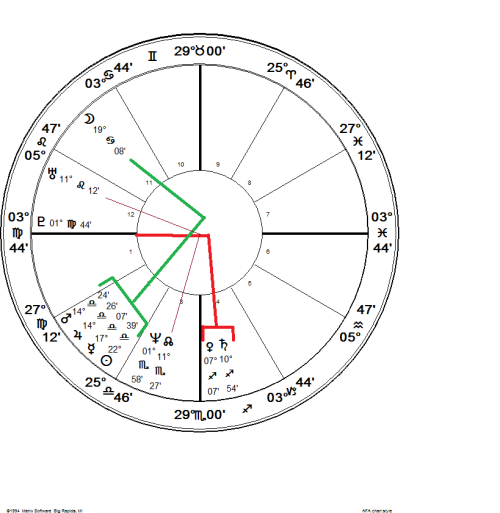 29° ♉ 00'
25° ♈ 46'
27° ♓ 12'
03° ♓ 44'
47' ♒ 05°
03° ♑ 44'
♐
29° ♏ 00'
25° ♎ 46'
27° ♍ 12'
03° ♍ 44'
47' ♌ 05°
03° ♋ 44'
♊
☽ 19° ♋ 08'
♅ 11° ♌ 12'
♇ 01° ♍ 44'
♂ 14° ♎ 24'
♃ 14° ♎ 26'
☿ 17° ♎ 07'
☉ 22° ♎ 39'
♆ 01° ♏ 58'
☊ 11° ♏ 27'
♀ 07° ♐ 07'
♄ 10° ♐ 54'
10
9
11
8
12
7
1
6
5
3
4
©1994 Matrix Software Big Rapids, MI
AFA chart style